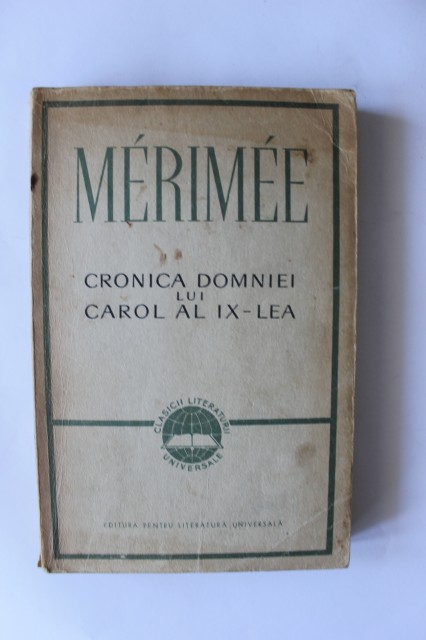 MÉRIMÉE
CRONICA DOMNIEI
LUI
CAROL AL IX-LEA
CLASICII LITERATURII
UNIVERSALE
EDITURA PENTRU LITERATURA UNIVERSALĂ